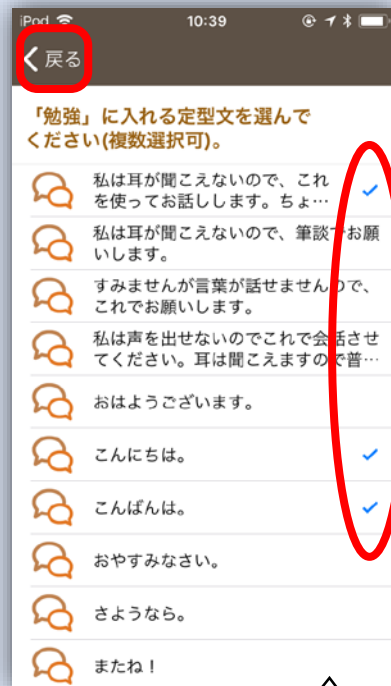 iPod 10:39
戻る
「勉強」に入れる定型文を選んで
ください(複数選択可)。
私は耳が聞こえないので、これ
を使ってお話しします。ちょ…
私は耳が聞こえないので、筆談でお願
いします。
すみませんが言葉が話せませんので、
これでお願いします。
私は声を出せないのでこれで会話させ
てください。耳は聞こえますので普…
おはようございます。
こんにちは。
こんばんは。
おやすみなさい。
さようなら。
またね！